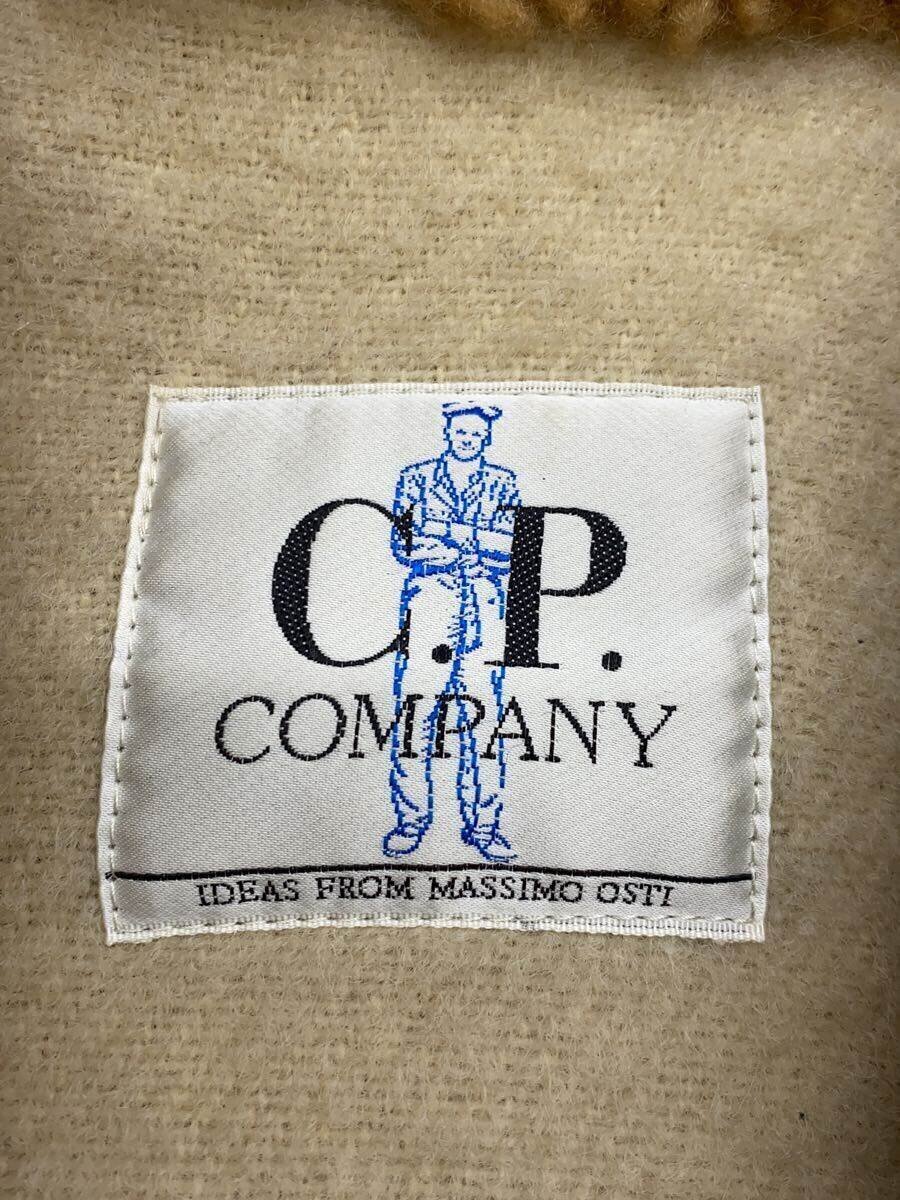 C.P.
COMPANY
IDEAS FROM MASSIMO OSTI